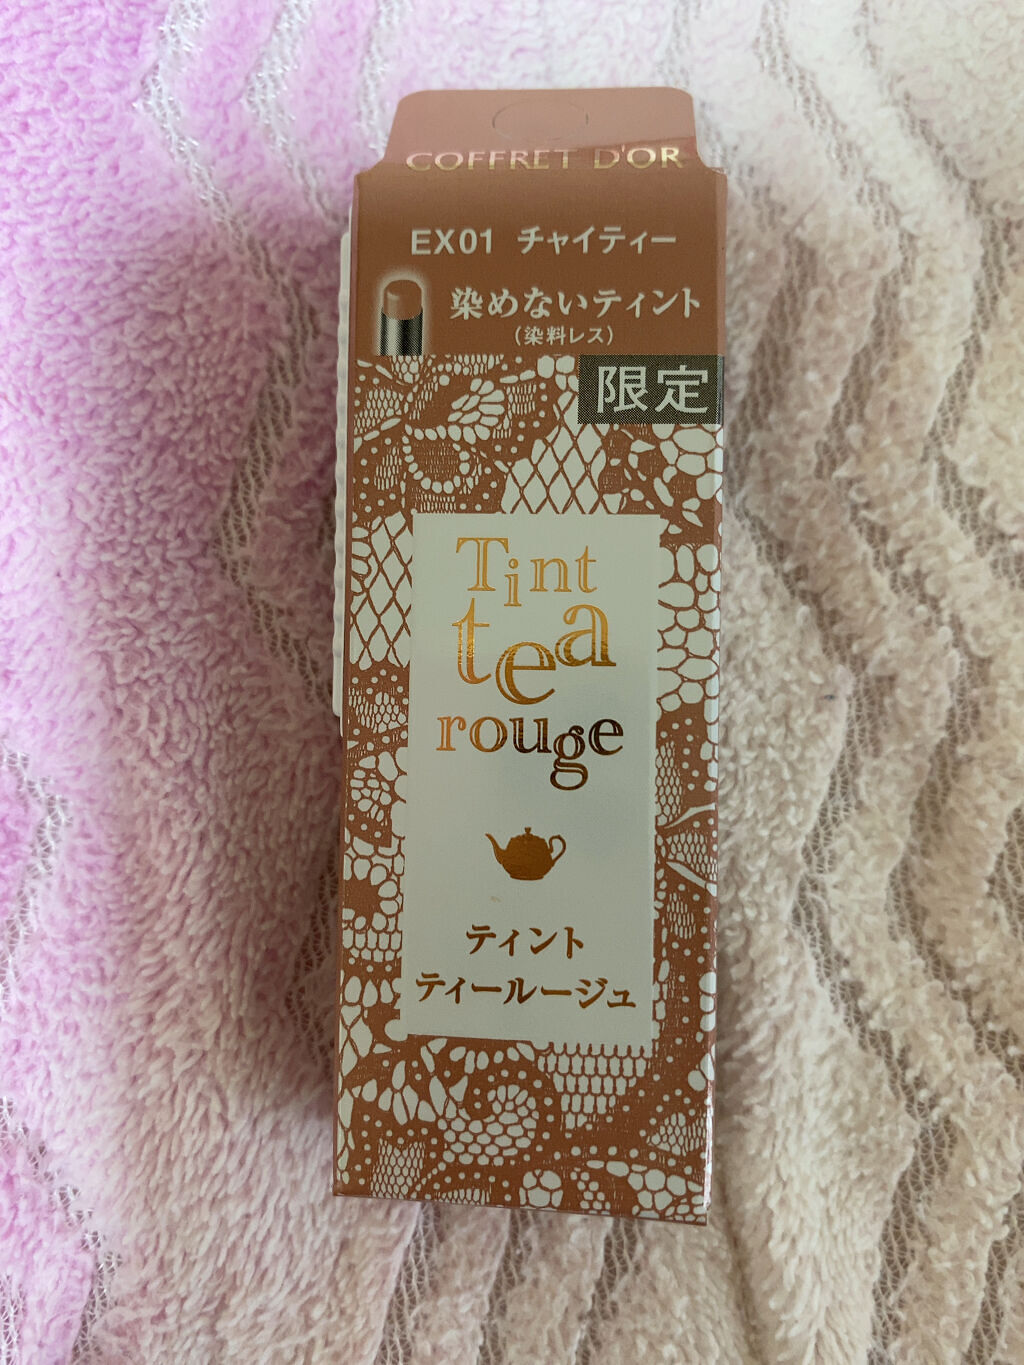 COFFRET D'OR
EX01 チャイティー
染めないティント
(染料レス)
限定
Tint
tea
rouge
ティント
ティールージュ